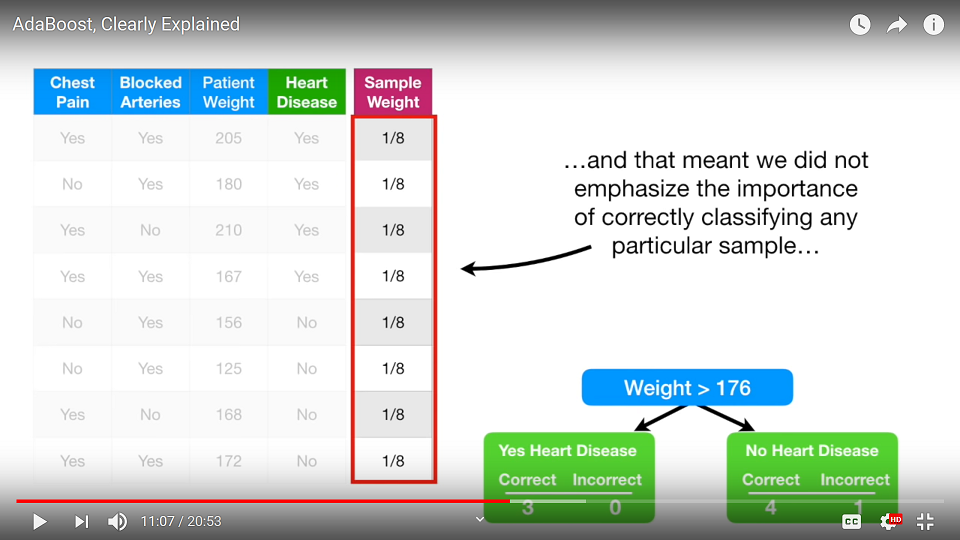 AdaBoost, Clearly Explained
Chest Pain Blocked Arteries Patient Weight Heart Disease Sample Weight
Yes Yes 205 Yes 1/8
No Yes 180 Yes 1/8
Yes No 210 Yes 1/8
Yes Yes 167 Yes 1/8
No Yes 156 No 1/8
No Yes 125 No 1/8
Yes No 168 No 1/8
Yes Yes 172 No 1/8
…and that meant we did not
emphasize the importance
of correctly classifying any
particular sample…
Weight > 176
Yes Heart Disease
Correct Incorrect
3 0
No Heart Disease
Correct Incorrect
4 1
11:07 / 20:53
CC HD